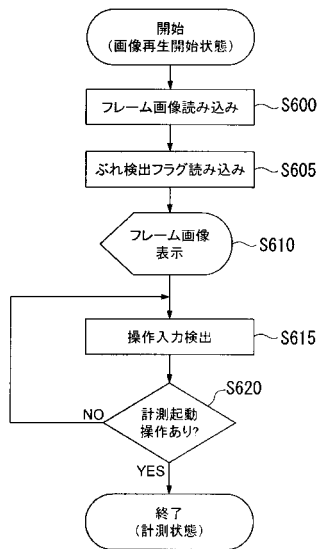 開始
(画像再生開始状態)
フレーム画像読み込み
S600
ぶれ検出フラグ読み込み
S605
フレーム画像
表示
S610
操作入力検出
S615
S620
計測起動
操作あり?
NO
YES
終了
(計測状態)